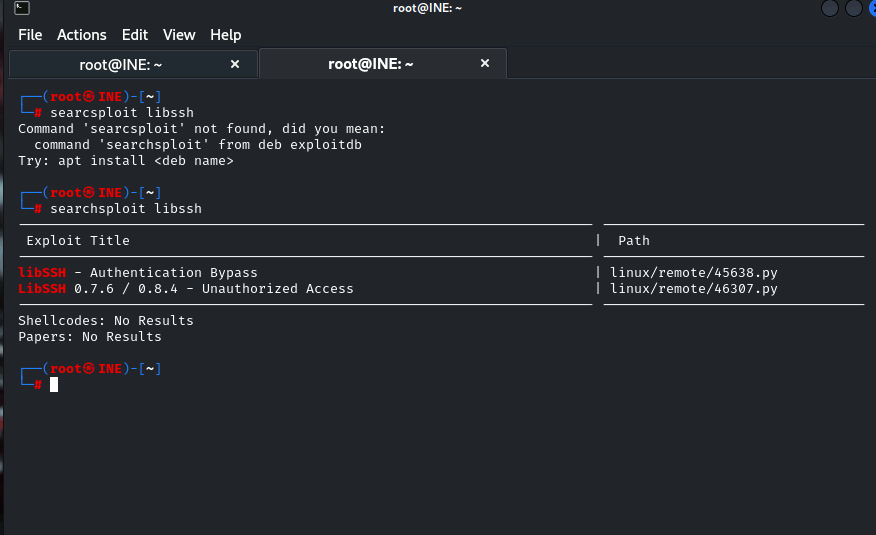 root@INE: ~
File Actions Edit View Help
root@INE: ~ × root@INE: ~ ×
┌──(root㉿INE)-[~]
└─# searcsploit libssh
Command 'searcsploit' not found, did you mean:
  command 'searchsploit' from deb exploitdb
Try: apt install <deb name>
┌──(root㉿INE)-[~]
└─# searchsploit libssh
Exploit Title | Path
libSSH - Authentication Bypass | linux/remote/45638.py
LibSSH 0.7.6 / 0.8.4 - Unauthorized Access | linux/remote/46307.py
Shellcodes: No Results
Papers: No Results
┌──(root㉿INE)-[~]
└─#